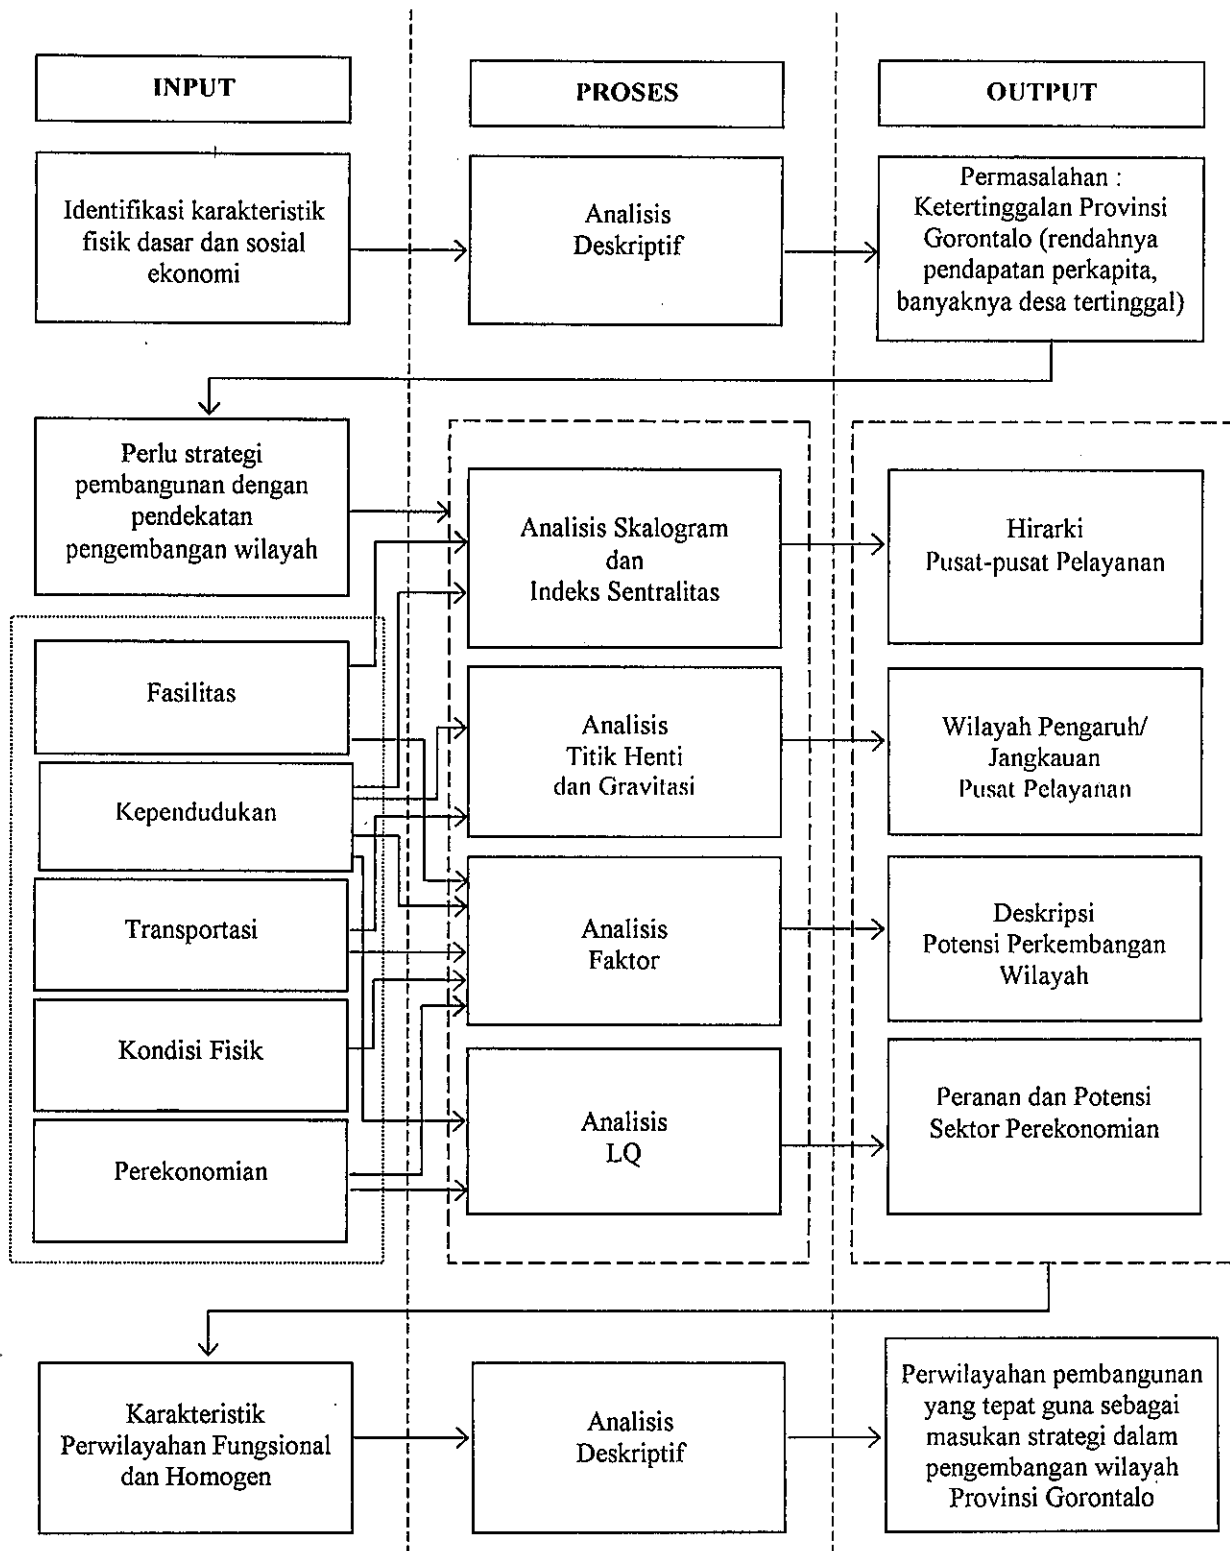 INPUT
PROSES
OUTPUT
Identifikasi karakteristik
fisik dasar dan sosial
ekonomi
Analisis
Deskriptif
Permasalahan :
Ketertinggalan Provinsi
Gorontalo (rendahnya
pendapatan perkapita,
banyaknya desa tertinggal)
Perlu strategi
pembangunan dengan
pendekatan
pengembangan wilayah
Analisis Skalogram
dan
Indeks Sentralitas
Hirarki
Pusat-pusat Pelayanan
Fasilitas
Analisis
Titik Henti
dan Gravitasi
Wilayah Pengaruh/
Jangkauan
Pusat Pelayanan
Kependudukan
Transportasi
Analisis
Faktor
Deskripsi
Potensi Perkembangan
Wilayah
Kondisi Fisik
Perekonomian
Analisis
LQ
Peranan dan Potensi
Sektor Perekonomian
Karakteristik
Perwilayahan Fungsional
dan Homogen
Analisis
Deskriptif
Perwilayahan pembangunan
yang tepat guna sebagai
masukan strategi dalam
pengembangan wilayah
Provinsi Gorontalo